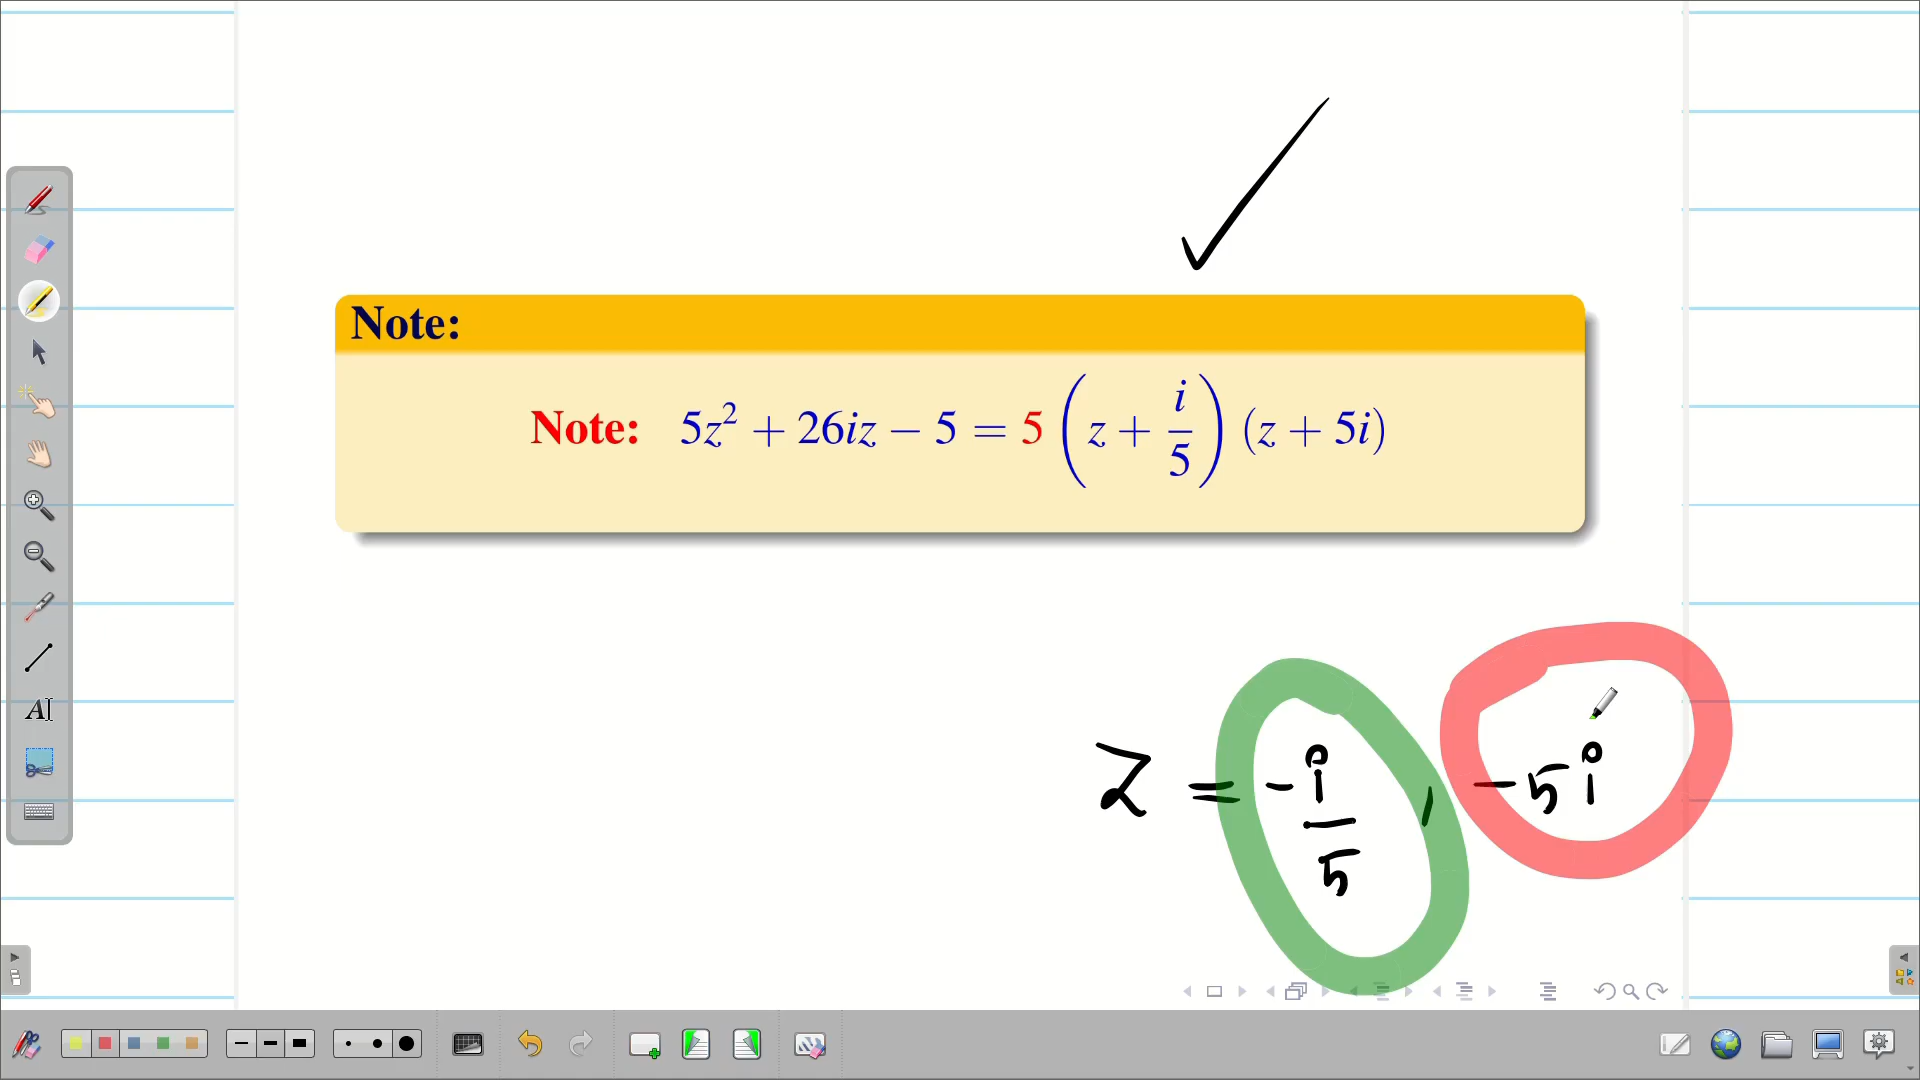 Note:
Note: 5z² + 26iz − 5 = 5 (z + i/5) (z + 5i)
z = -i/5 , -5i